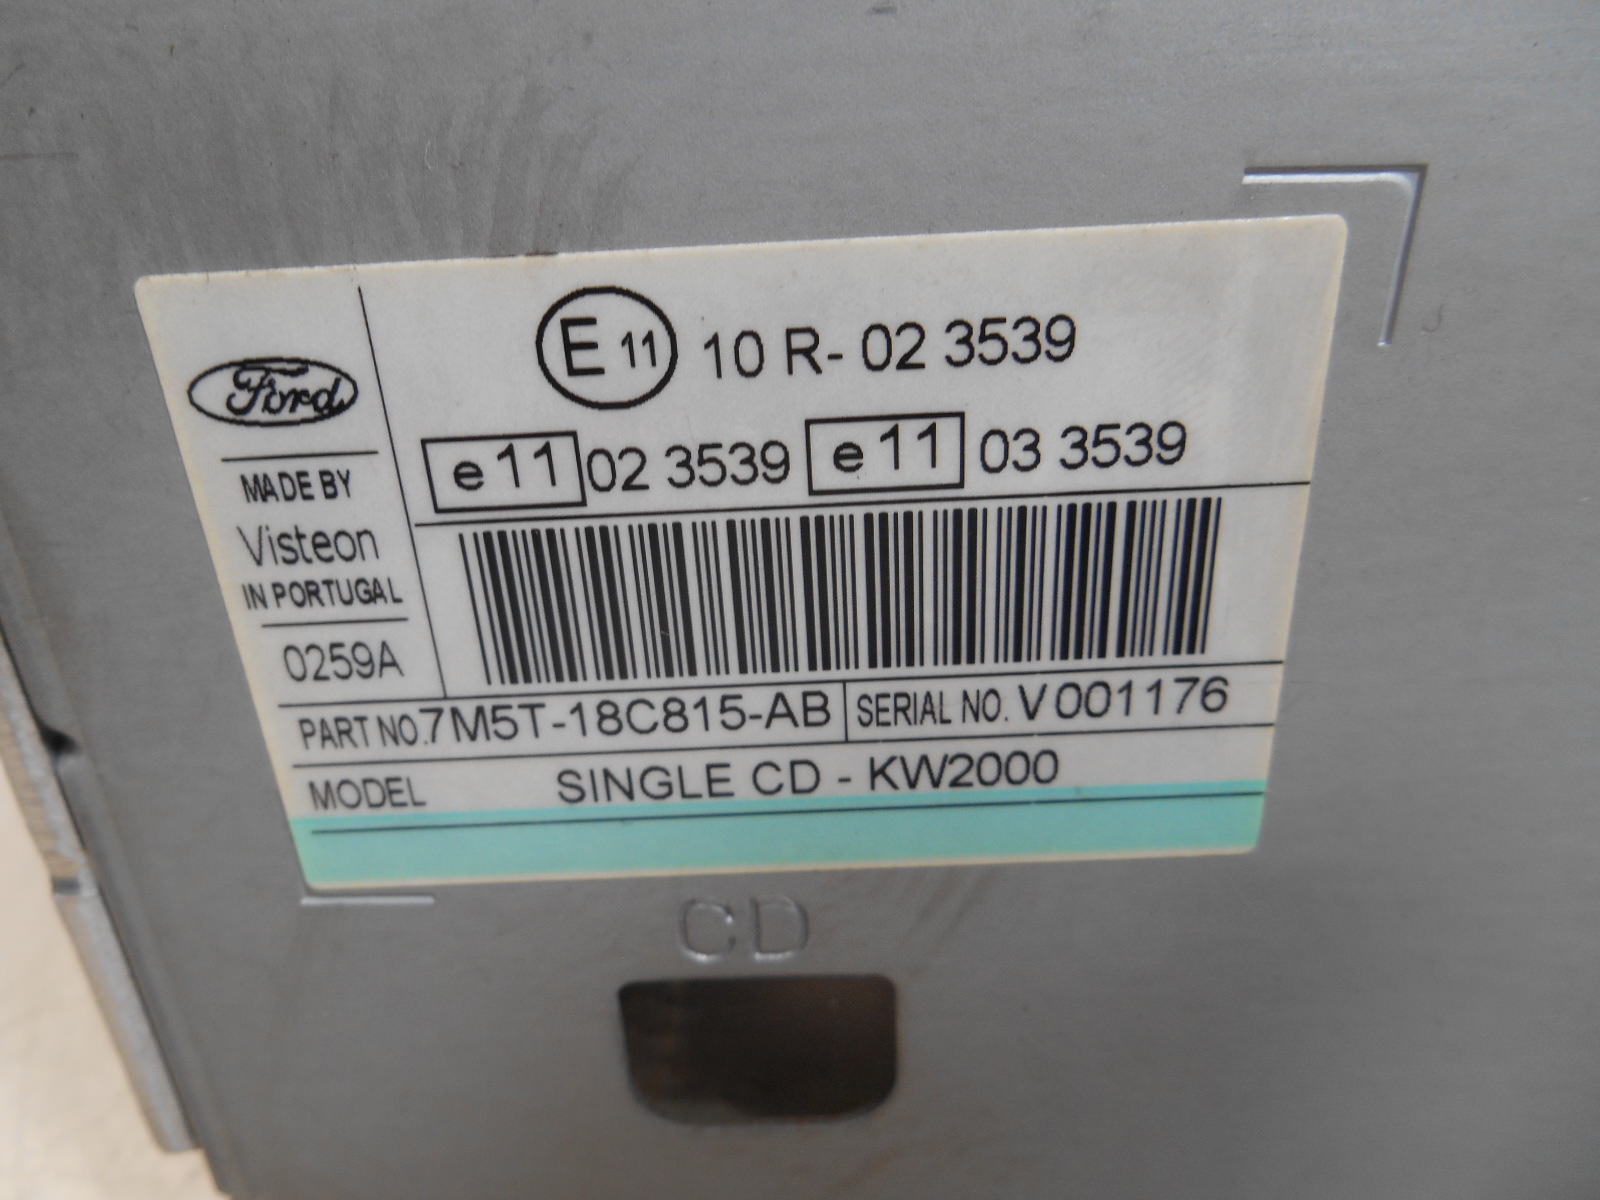 E 11 10 R- 02 3539
e 11 02 3539 e 11 03 3539
Ford
MADE BY
Visteon
IN PORTUGAL
0259A
PART NO. 7M5T-18C815-AB SERIAL NO. V 001176
MODEL SINGLE CD - KW2000
CD